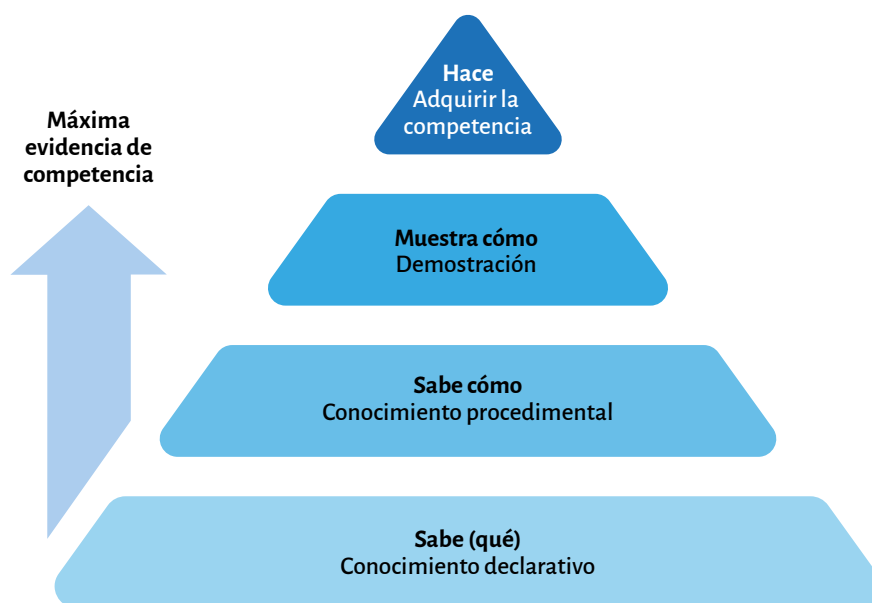 Hace
Adquirir la
competencia
Máxima
evidencia de
competencia
Muestra cómo
Demostración
Sabe cómo
Conocimiento procedimental
Sabe (qué)
Conocimiento declarativo